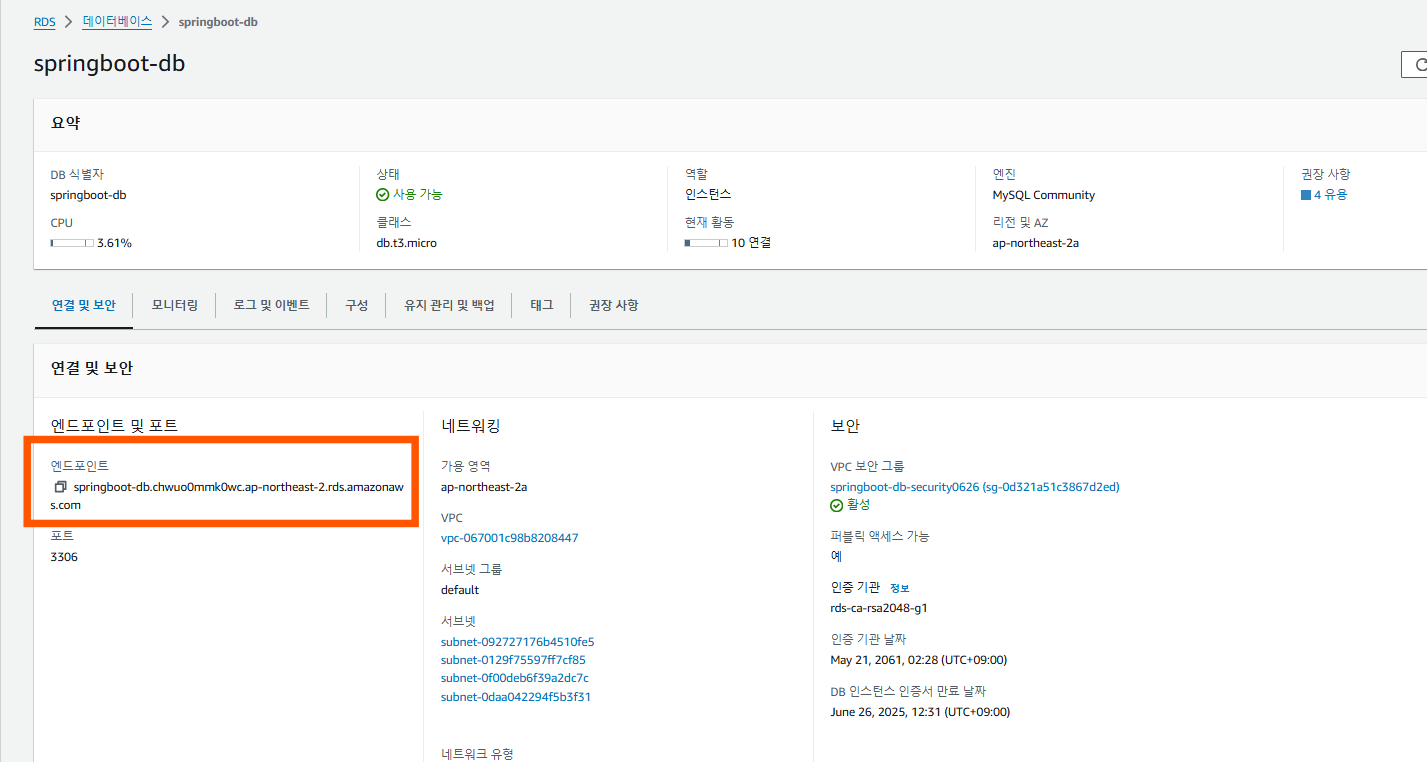 RDS > 데이터베이스 > springboot-db
springboot-db
요약
DB 식별자
springboot-db
CPU
3.61%
상태
사용 가능
클래스
db.t3.micro
역할
인스턴스
현재 활동
10 연결
엔진
MySQL Community
리전 및 AZ
ap-northeast-2a
권장 사항
4 유용
연결 및 보안 모니터링 로그 및 이벤트 구성 유지 관리 및 백업 태그 권장 사항
연결 및 보안
엔드포인트 및 포트
엔드포인트
springboot-db.chwuo0mmk0wc.ap-northeast-2.rds.amazonaw
s.com
포트
3306
네트워킹
가용 영역
ap-northeast-2a
VPC
vpc-067001c98b8208447
서브넷 그룹
default
서브넷
subnet-092727176b4510fe5
subnet-0129f75597ff7cf85
subnet-0f00deb6f39a2dc7c
subnet-0daa042294f5b3f31
네트워크 유형
보안
VPC 보안 그룹
springboot-db-security0626 (sg-0d321a51c3867d2ed)
활성
퍼블릭 액세스 가능
예
인증 기관 정보
rds-ca-rsa2048-g1
인증 기관 날짜
May 21, 2061, 02:28 (UTC+09:00)
DB 인스턴스 인증서 만료 날짜
June 26, 2025, 12:31 (UTC+09:00)